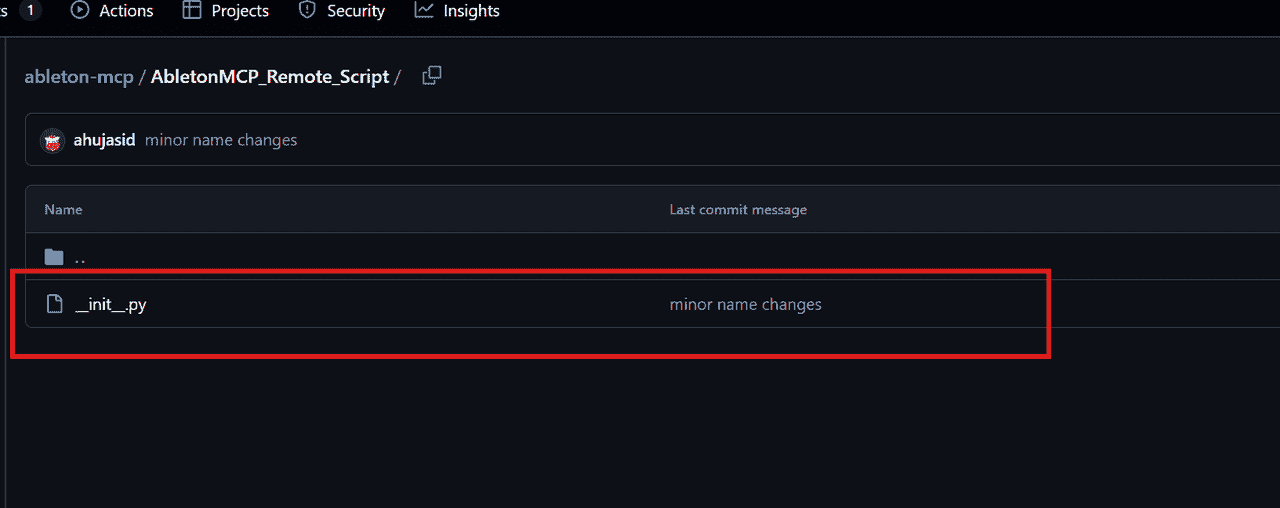 s 1 Actions Projects Security Insights
ableton-mcp / AbletonMCP_Remote_Script /
ahujasid minor name changes
Name Last commit message
..
__init__.py minor name changes